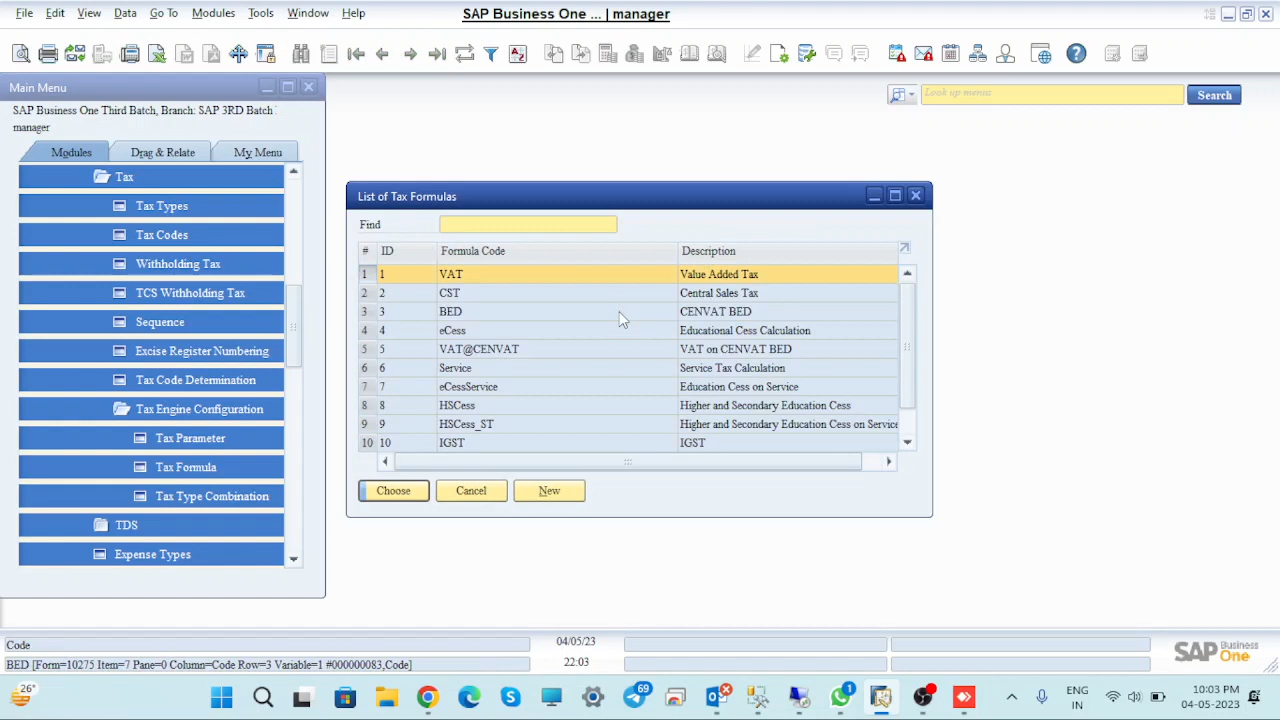 File Edit View Data Go To Modules Tools Window Help SAP Business One ... | manager
Main Menu
SAP Business One Third Batch, Branch: SAP 3RD Batch
manager
Modules Drag & Relate My Menu
Tax
Tax Types
Tax Codes
Withholding Tax
TCS Withholding Tax
Sequence
Excise Register Numbering
Tax Code Determination
Tax Engine Configuration
Tax Parameter
Tax Formula
Tax Type Combination
TDS
Expense Types
Look up menus Search
List of Tax Formulas
Find
# ID Formula Code Description
1 1 VAT Value Added Tax
2 2 CST Central Sales Tax
3 3 BED CENVAT BED
4 4 eCess Educational Cess Calculation
5 5 VAT@CENVAT VAT on CENVAT BED
6 6 Service Service Tax Calculation
7 7 eCessService Education Cess on Service
8 8 HSCess Higher and Secondary Education Cess
9 9 HSCess_ST Higher and Secondary Education Cess on Service
10 10 IGST IGST
Choose Cancel New
Code 04/05/23
BED [Form=10275 Item=7 Pane=0 Column=Code Row=3 Variable=1 #000000083,Code] 22:03
SAP Business One
26° 69 1 ENG IN 10:03 PM 04-05-2023